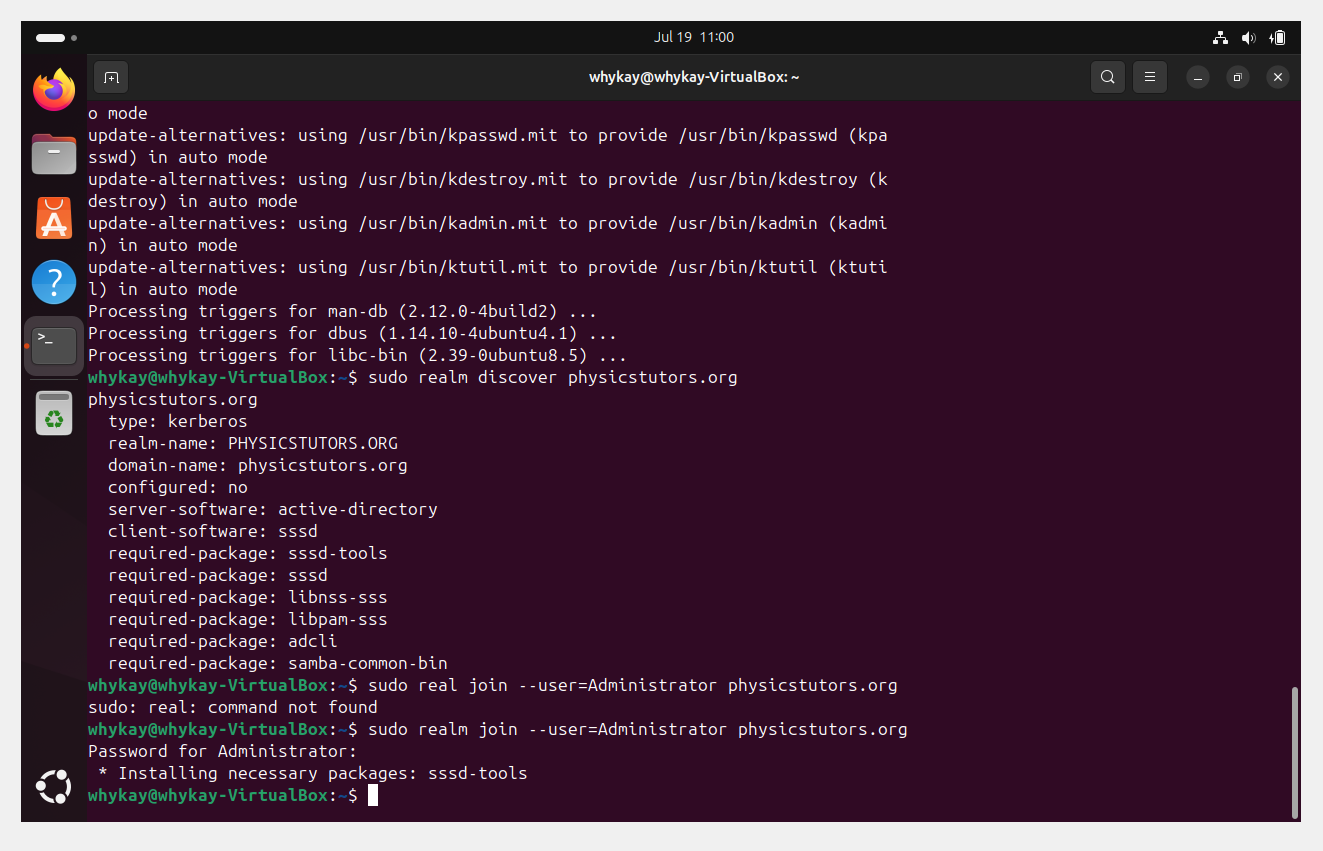 Jul 19 11:00
whykay@whykay-VirtualBox: ~
o mode
update-alternatives: using /usr/bin/kpasswd.mit to provide /usr/bin/kpasswd (kpa
sswd) in auto mode
update-alternatives: using /usr/bin/kdestroy.mit to provide /usr/bin/kdestroy (k
destroy) in auto mode
update-alternatives: using /usr/bin/kadmin.mit to provide /usr/bin/kadmin (kadmi
n) in auto mode
update-alternatives: using /usr/bin/ktutil.mit to provide /usr/bin/ktutil (ktuti
l) in auto mode
Processing triggers for man-db (2.12.0-4build2) ...
Processing triggers for dbus (1.14.10-4ubuntu4.1) ...
Processing triggers for libc-bin (2.39-0ubuntu8.5) ...
whykay@whykay-VirtualBox:~$ sudo realm discover physicstutors.org
physicstutors.org
  type: kerberos
  realm-name: PHYSICSTUTORS.ORG
  domain-name: physicstutors.org
  configured: no
  server-software: active-directory
  client-software: sssd
  required-package: sssd-tools
  required-package: sssd
  required-package: libnss-sss
  required-package: libpam-sss
  required-package: adcli
  required-package: samba-common-bin
whykay@whykay-VirtualBox:~$ sudo real join --user=Administrator physicstutors.org
sudo: real: command not found
whykay@whykay-VirtualBox:~$ sudo realm join --user=Administrator physicstutors.org
Password for Administrator:
 * Installing necessary packages: sssd-tools
whykay@whykay-VirtualBox:~$